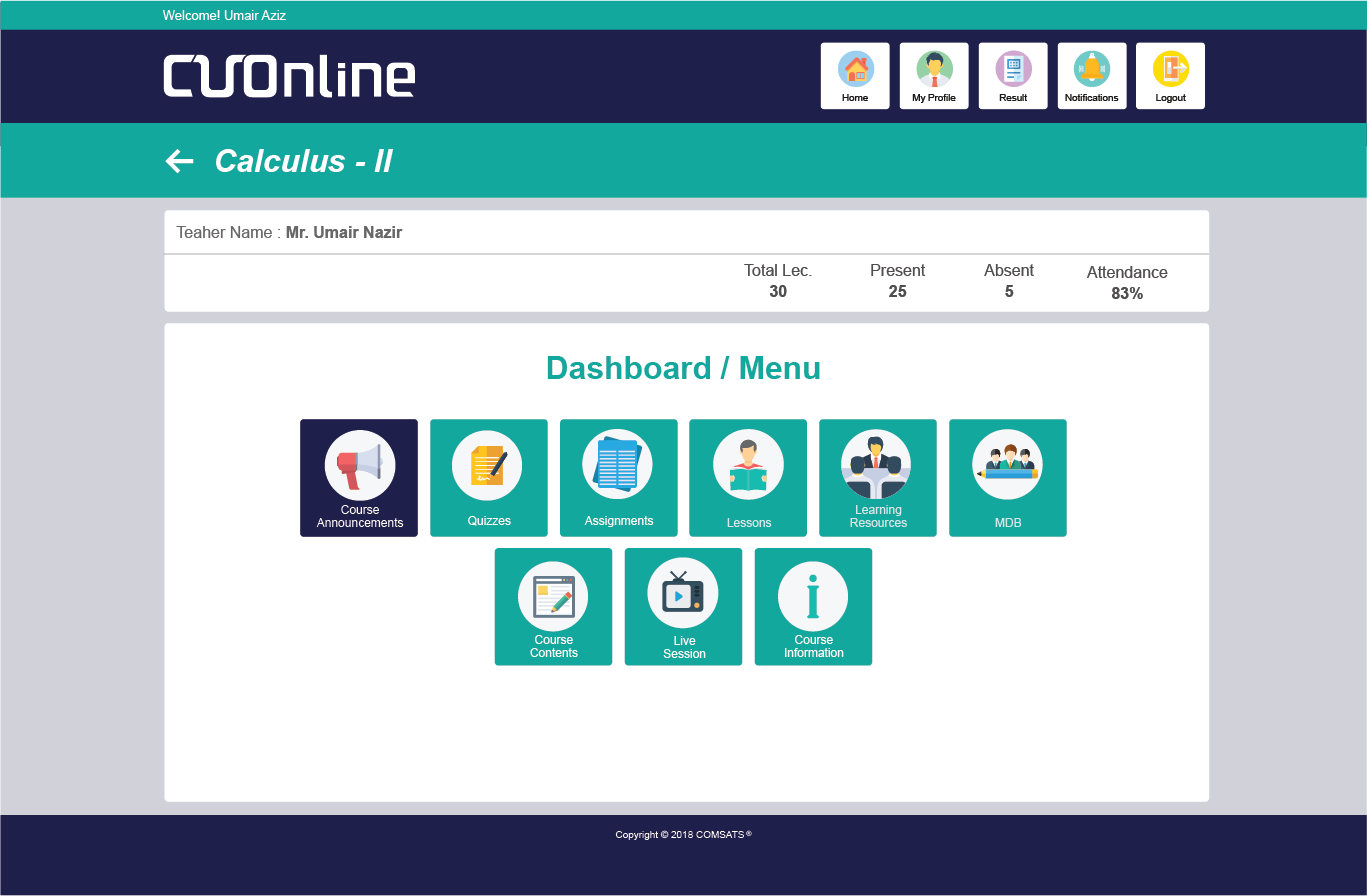 Welcome! Umair Aziz
CUOnline
Home
My Profile
Result
Notifications
Logout
Calculus - II
Teaher Name : Mr. Umair Nazir
Total Lec.
30
Present
25
Absent
5
Attendance
83%
Dashboard / Menu
Course
Announcements
Quizzes
Assignments
Lessons
Learning
Resources
MDB
Course
Contents
Live
Session
Course
Information
Copyright © 2018 COMSATS ®